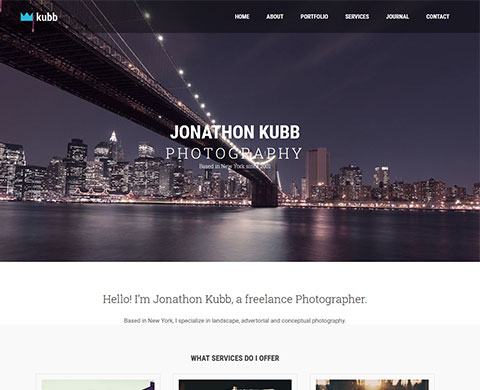 kubb
HOME ABOUT PORTFOLIO SERVICES JOURNAL CONTACT
JONATHON KUBB
PHOTOGRAPHY
Based in New York since 2001
Hello! I'm Jonathon Kubb, a freelance Photographer.
Based in New York, I specialize in landscape, advertorial and conceptual photography.
WHAT SERVICES DO I OFFER